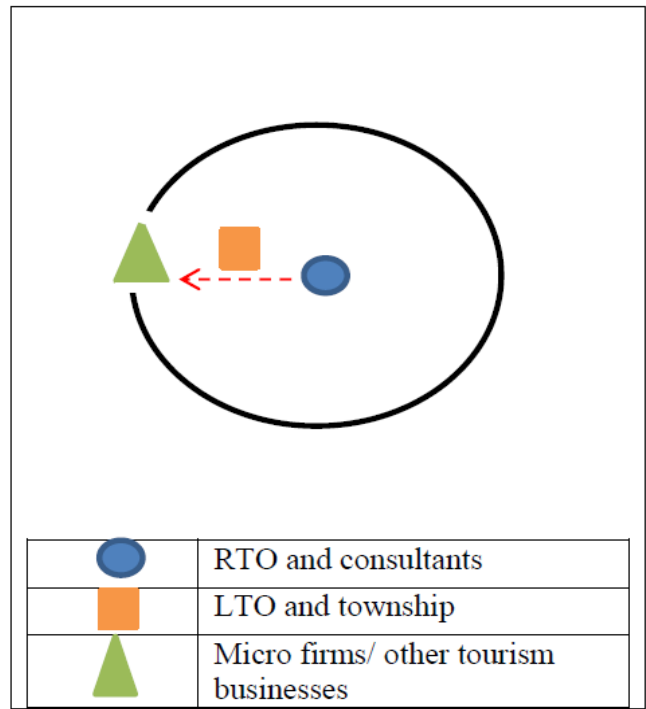 RTO and consultants
LTO and township
Micro firms/ other tourism
businesses